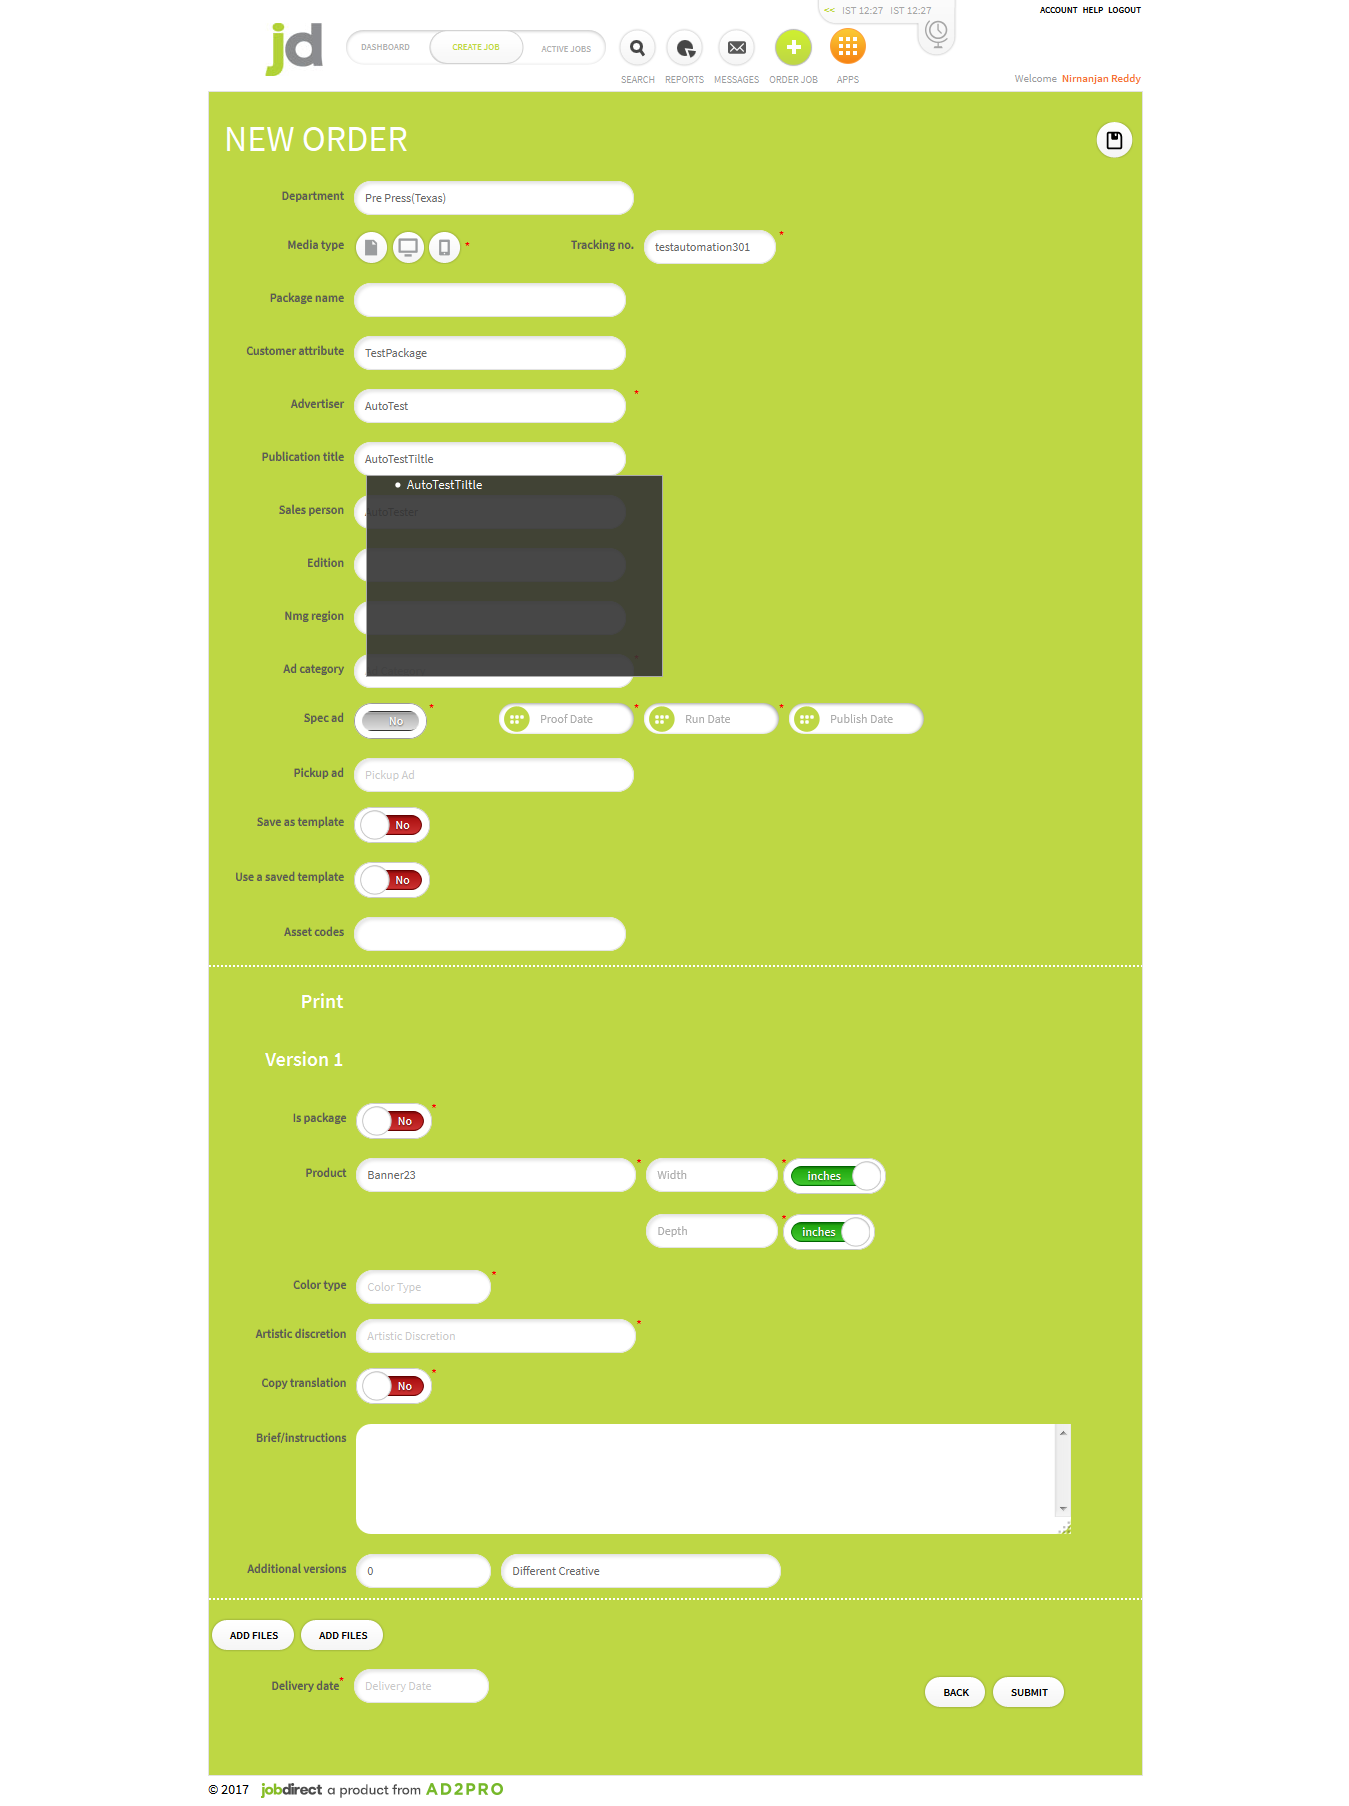 << IST 12:27 IST 12:27
ACCOUNT HELP LOGOUT
jd
DASHBOARD
CREATE JOB
ACTIVE JOBS
SEARCH
REPORTS
MESSAGES
ORDER JOB
APPS
Welcome Nirnanjan Reddy
NEW ORDER
Department Pre Press(Texas)
Media type * Tracking no. testautomation301 *
Package name
Customer attribute TestPackage
Advertiser AutoTest *
Publication title AutoTestTiltle
AutoTestTiltle
Sales person AutoTester
Edition
Nmg region
Ad category *
Spec ad No * Proof Date * Run Date * Publish Date
Pickup ad Pickup Ad
Save as template No
Use a saved template No
Asset codes
Print
Version 1
Is package No *
Product Banner23 * Width * inches
Depth * inches
Color type Color Type *
Artistic discretion Artistic Discretion *
Copy translation No *
Brief/instructions
Additional versions 0 Different Creative
ADD FILES ADD FILES
Delivery date* Delivery Date
BACK SUBMIT
© 2017 jobdirect a product from AD2PRO